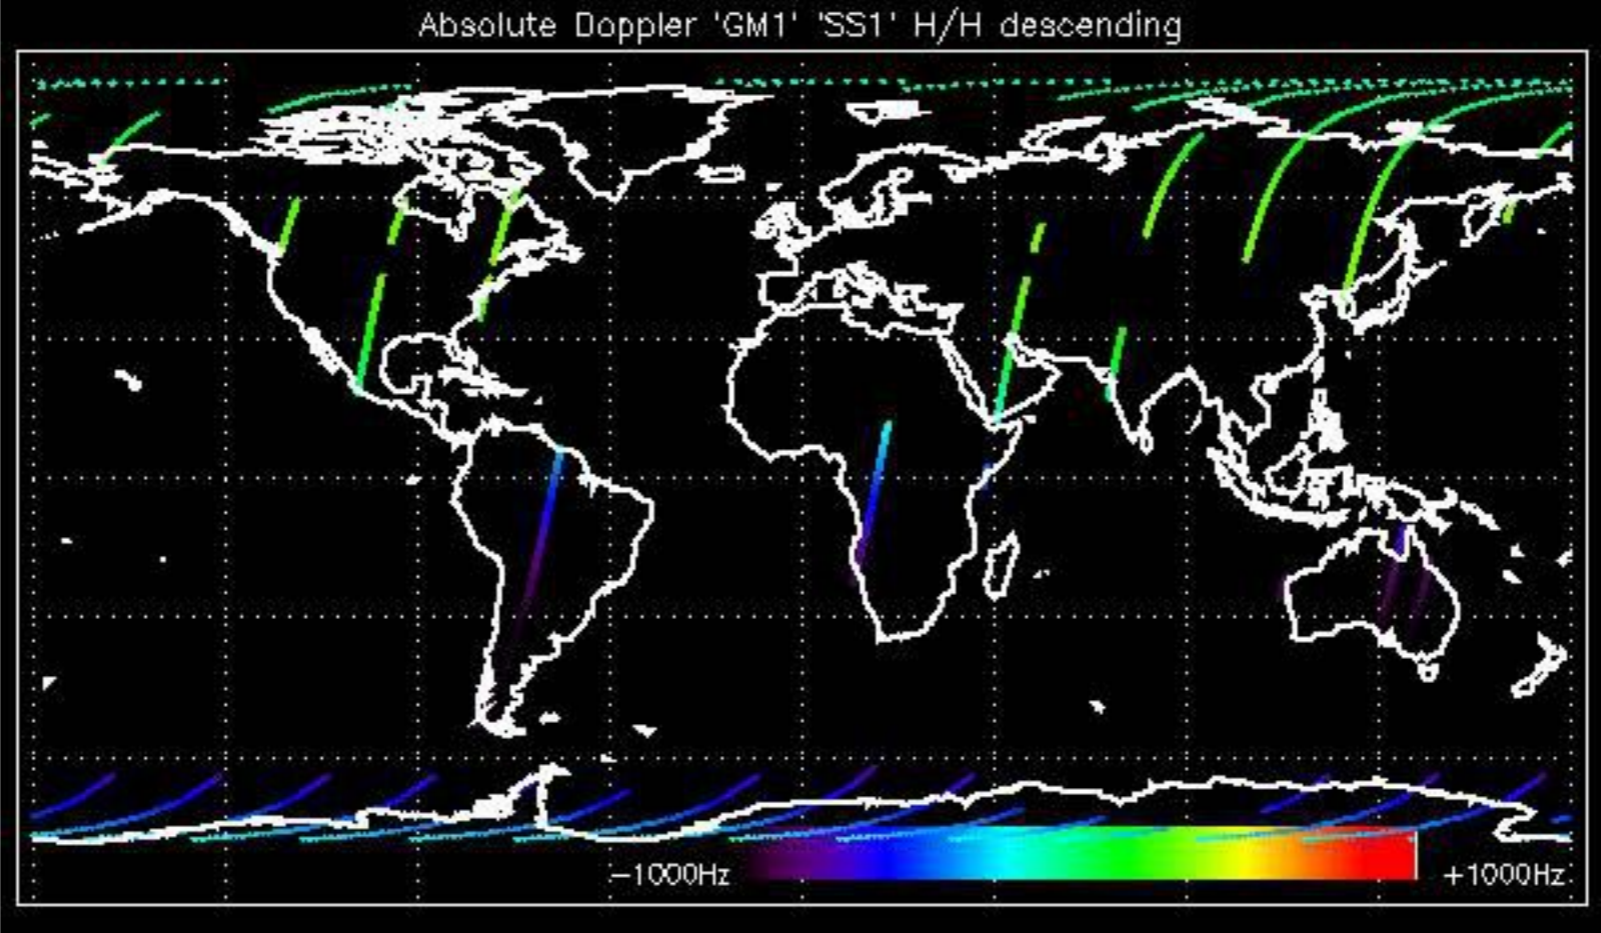 Absolute Doppler 'GM1' 'SS1' H/H descending
−1000Hz
+1000Hz